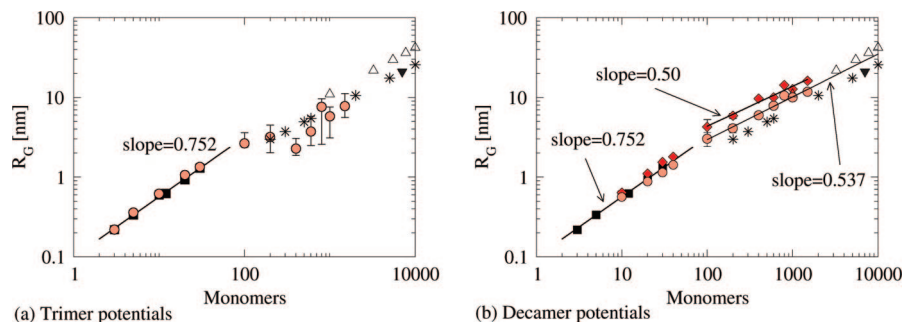 100
10
1
0.1
R_G [nm]
slope=0.752
1
10
100
1000
10000
Monomers
(a) Trimer potentials
100
10
1
0.1
R_G [nm]
slope=0.50
slope=0.752
slope=0.537
1
10
100
1000
10000
Monomers
(b) Decamer potentials